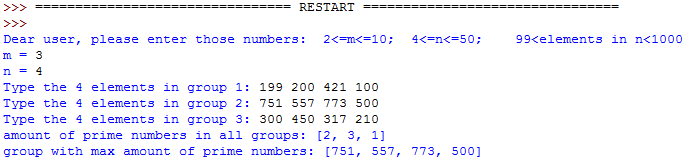 >>> ================================ RESTART ================================
>>>
Dear user, please enter those numbers:  2<=m<=10;  4<=n<=50;    99<elements in n<1000
m = 3
n = 4
Type the 4 elements in group 1: 199 200 421 100
Type the 4 elements in group 2: 751 557 773 500
Type the 4 elements in group 3: 300 450 317 210
amount of prime numbers in all groups: [2, 3, 1]
group with max amount of prime numbers: [751, 557, 773, 500]